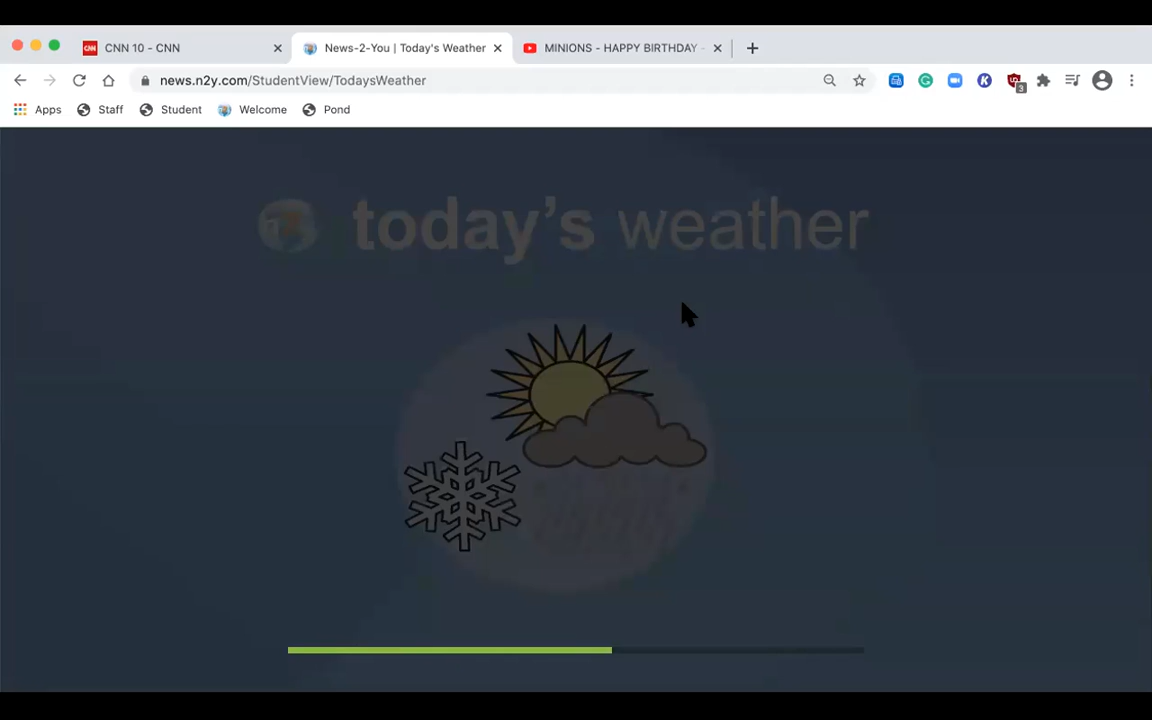 CNN 10 - CNN
News-2-You | Today's Weather
MINIONS - HAPPY BIRTHDAY -
news.n2y.com/StudentView/TodaysWeather
3
Apps
Staff
Student
Welcome
Pond
today's weather